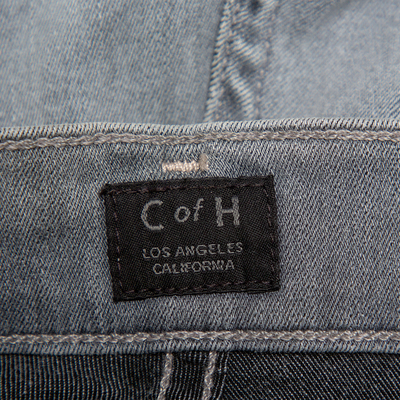 C of H
LOS ANGELES
CALIFORNIA